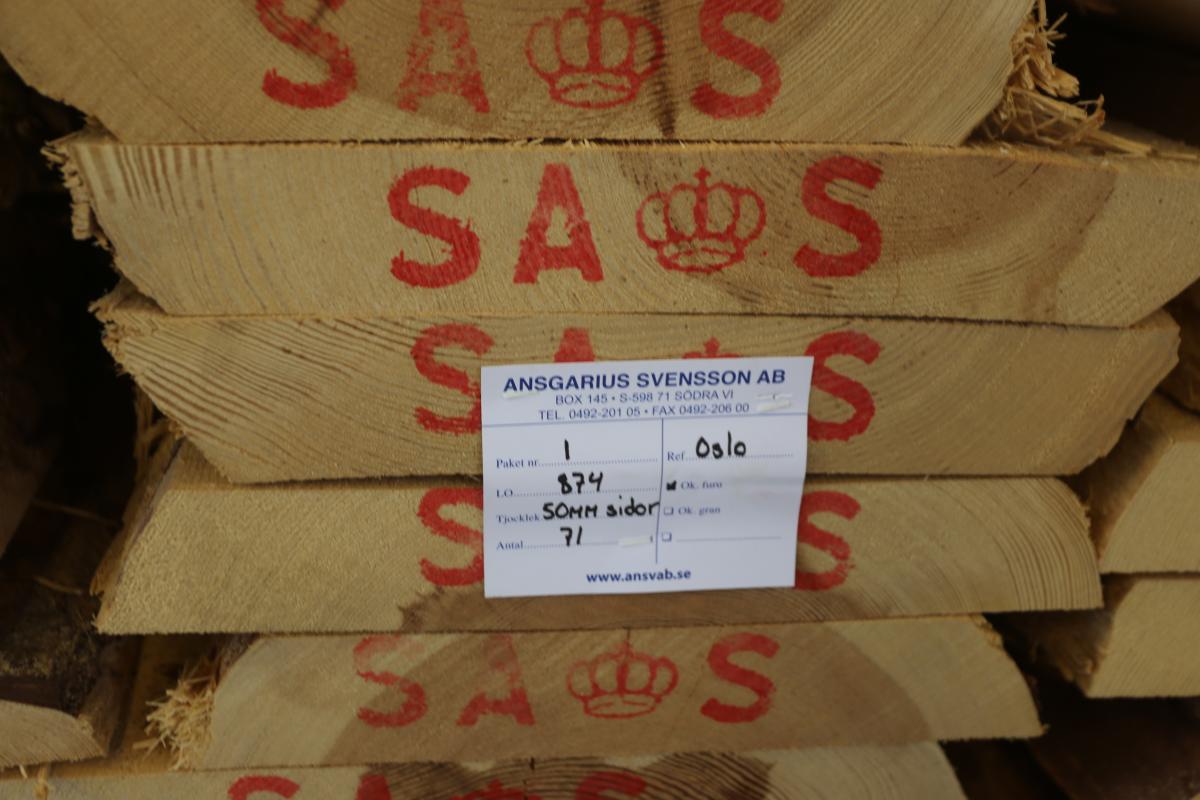 SA S
SA S
S A S
ANSGARIUS SVENSSON AB
BOX 145 • S-598 71 SÖDRA VI
TEL. 0492-201 05 • FAX 0492-206 00
Paket nr. 1
Ref. Oslo
LO. 874
Ok. furu
Tjocklek 50MM sidor
Ok. gran
Antal 71
www.ansvab.se
S S
SA S
S A S